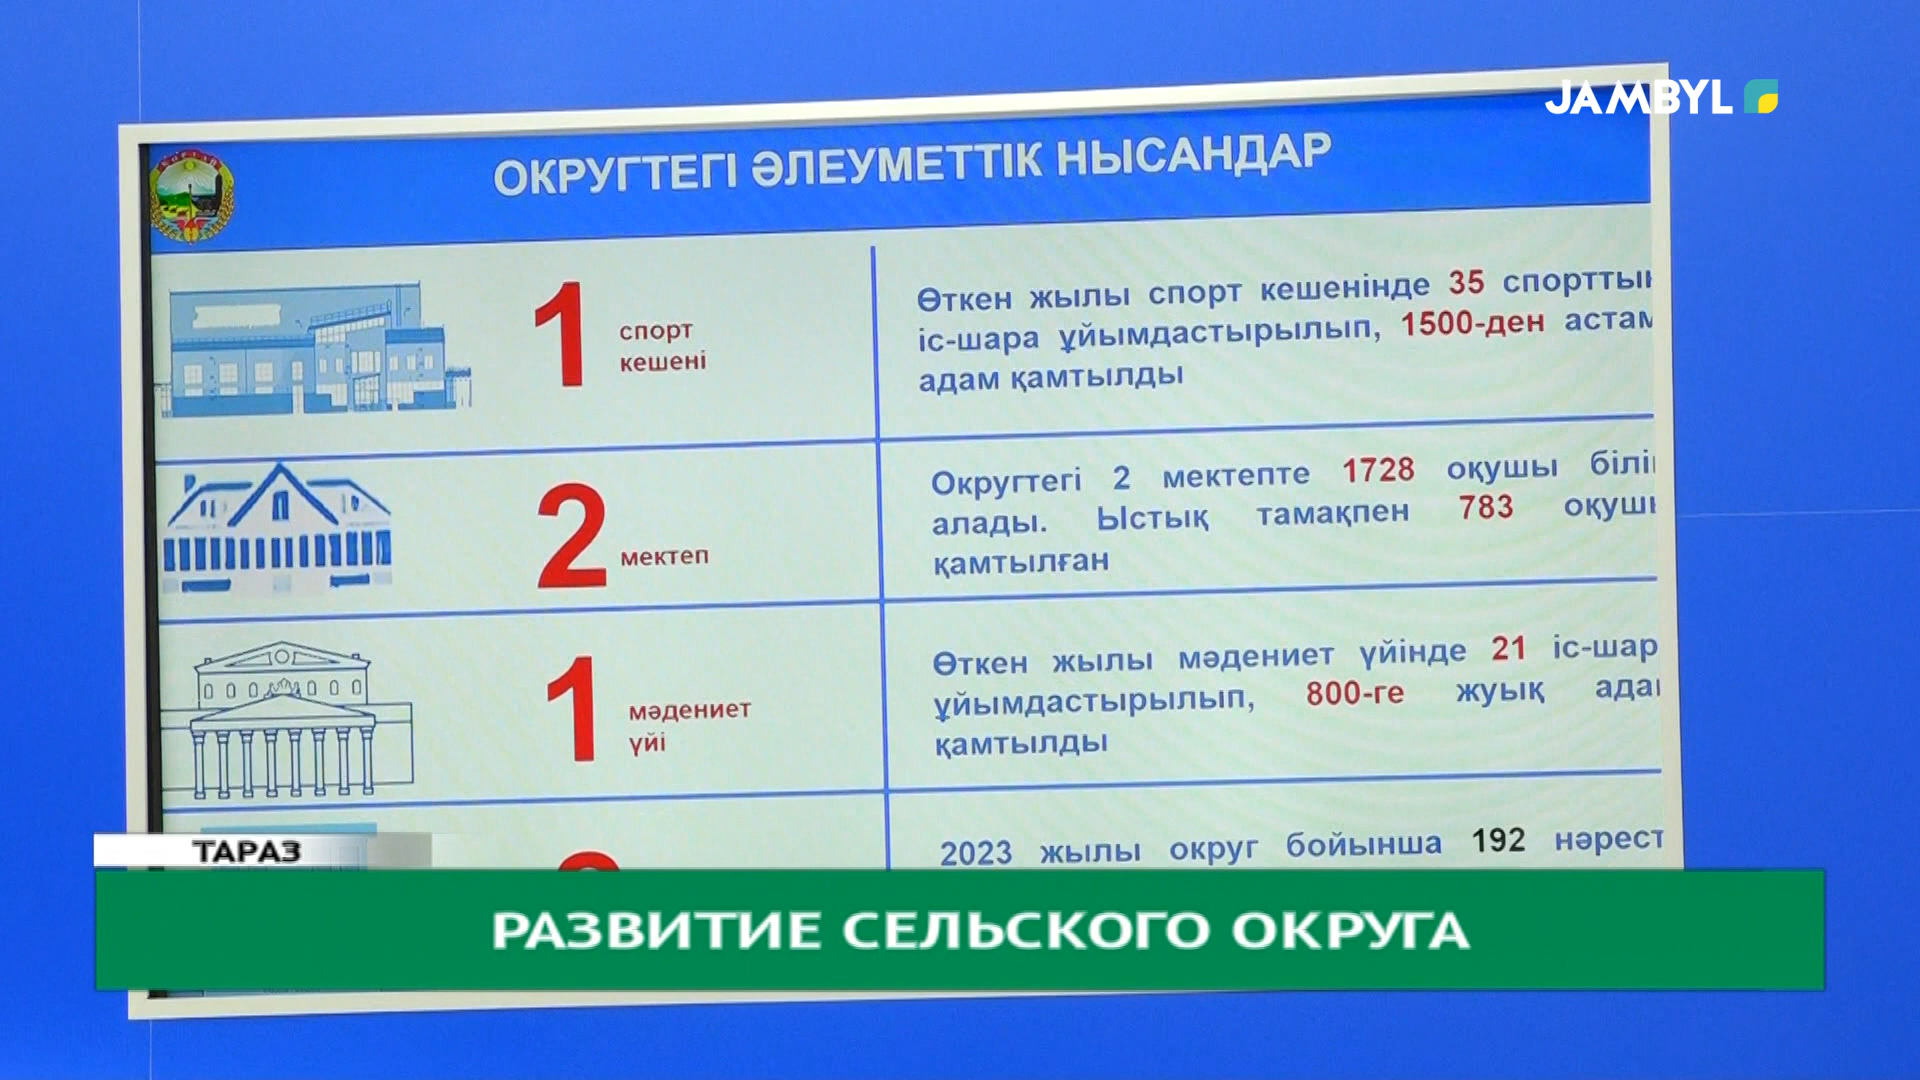 JAMBYL
ОКРУГТЕГІ ӘЛЕУМЕТТІК НЫСАНДАР
1 спорт
кешені
Өткен жылы спорт кешенінде 35
іс-шара ұйымдастырылып, 1500-ден
адам қамтылды
2 мектеп
Округтегі 2 мектепте 1728 оқушы
алады. Ыстық тамақпен 783
қамтылған
1 мәдениет
үйі
Өткен жылы мәдениет үйінде 21
ұйымдастырылып, 800-ге жуық
қамтылды
2023 жылы округ бойынша 192
ТАРАЗ
РАЗВИТИЕ СЕЛЬСКОГО ОКРУГА